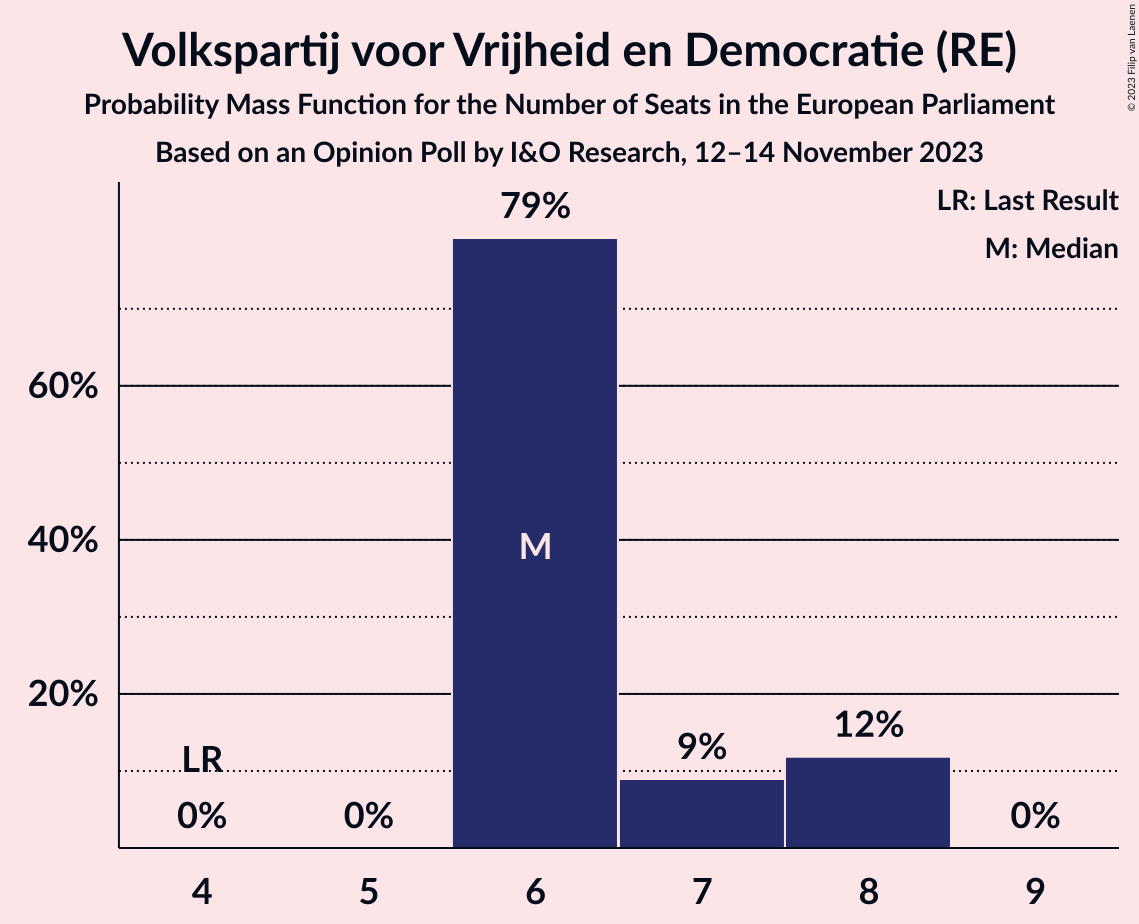 Volkspartij voor Vrijheid en Democratie (RE)
Probability Mass Function for the Number of Seats in the European Parliament
Based on an Opinion Poll by I&O Research, 12–14 November 2023
© 2023 Filip van Laenen
LR: Last Result
M: Median
79%
60%
40%
M
20%
12%
9%
LR
0%
0%
0%
4
5
6
7
8
9